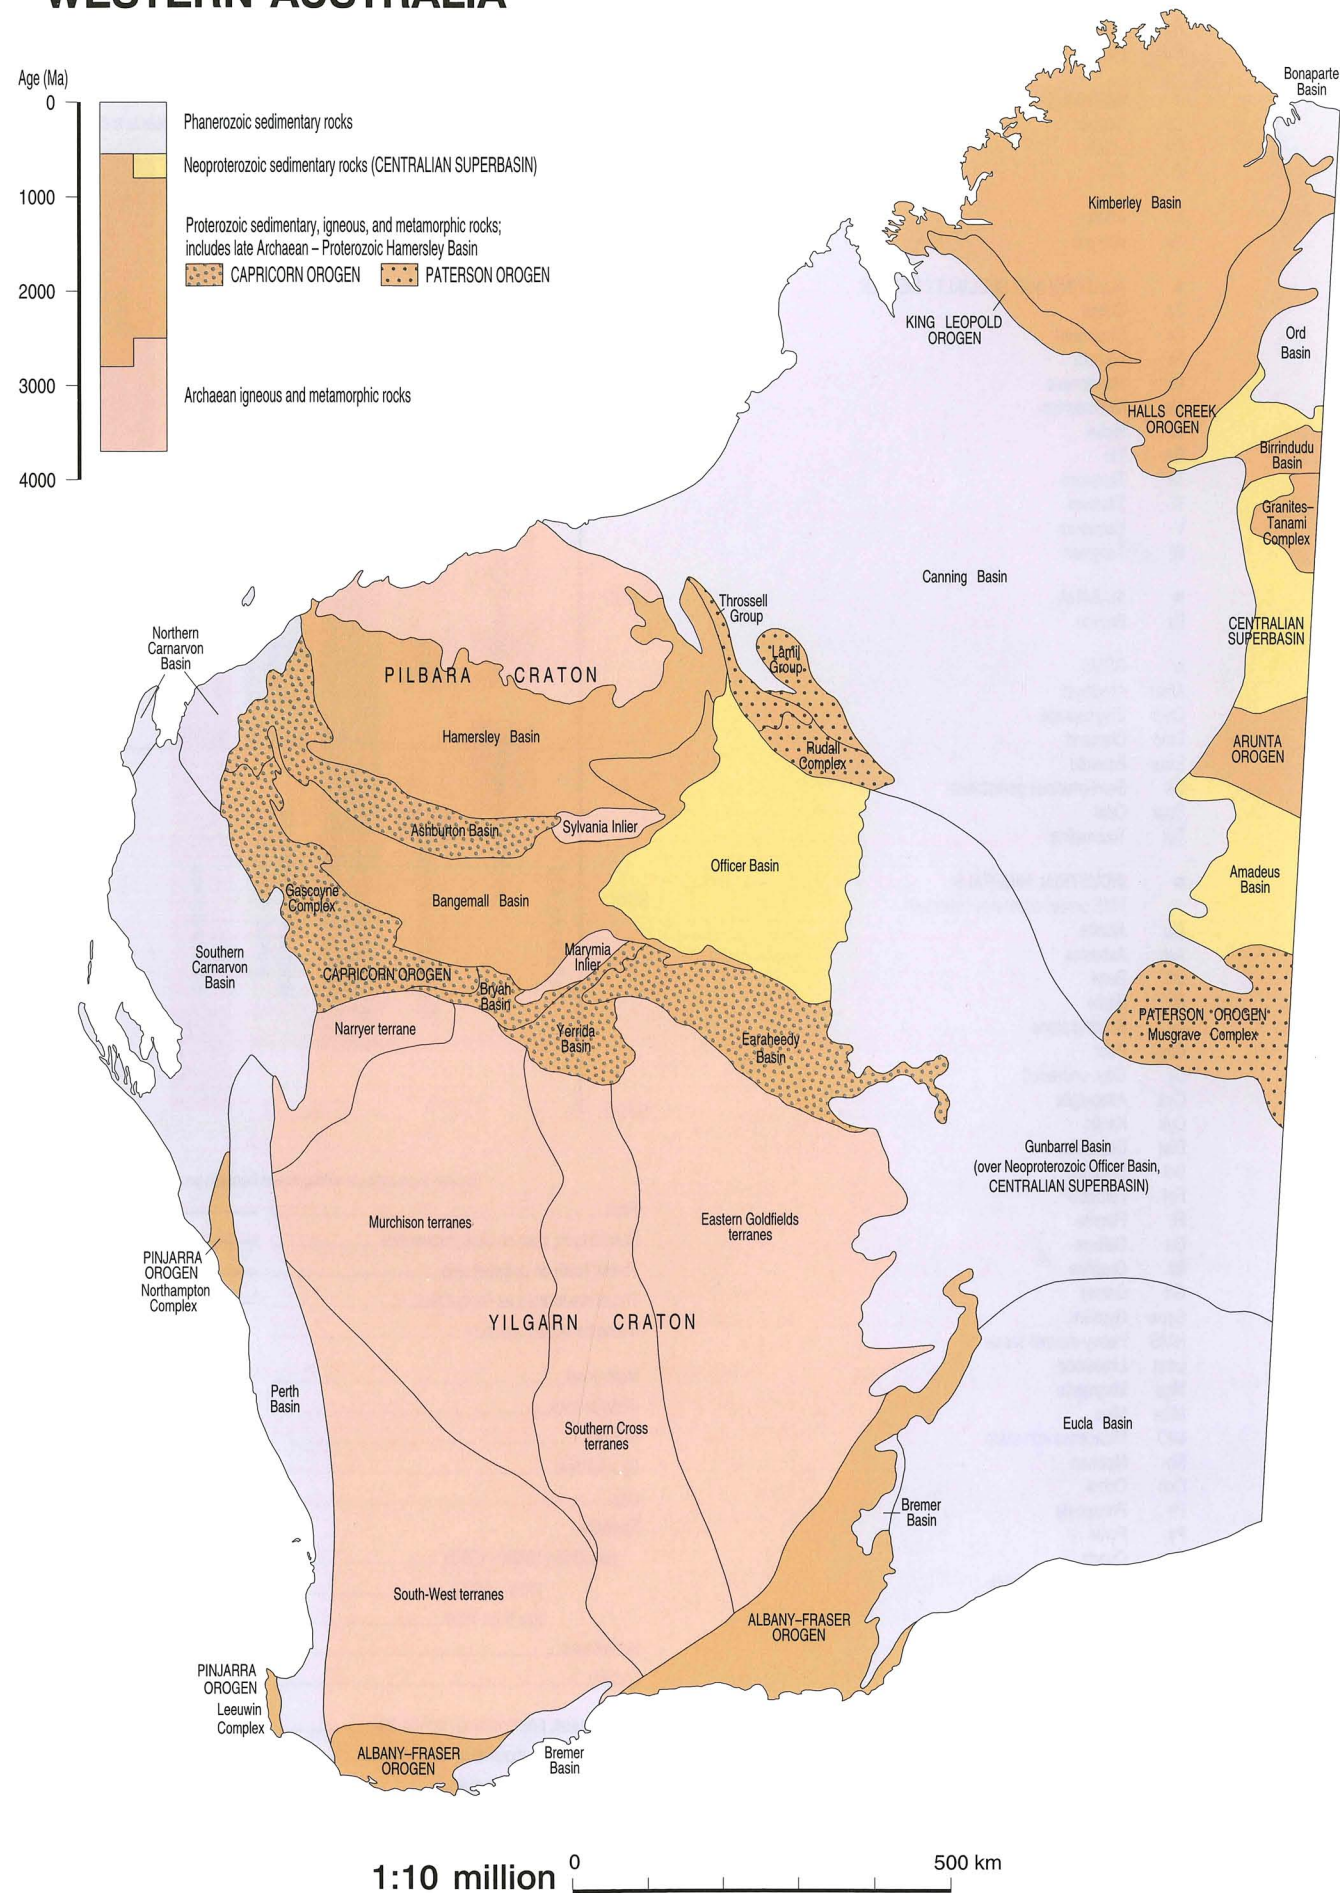 WESTERN AUSTRALIA
Age (Ma)
0
1000
2000
3000
4000
Phanerozoic sedimentary rocks
Neoproterozoic sedimentary rocks (CENTRALIAN SUPERBASIN)
Proterozoic sedimentary, igneous, and metamorphic rocks;
includes late Archaean – Proterozoic Hamersley Basin
CAPRICORN OROGEN
PATERSON OROGEN
Archaean igneous and metamorphic rocks
Bonaparte
Basin
Kimberley Basin
KING LEOPOLD
OROGEN
Ord
Basin
HALLS CREEK
OROGEN
Birrindudu
Basin
Granites–
Tanami
Complex
Canning Basin
CENTRALIAN
SUPERBASIN
Throssell
Group
Lamil
Group
Rudall
Complex
Northern
Carnarvon
Basin
PILBARA CRATON
Hamersley Basin
ARUNTA
OROGEN
Ashburton Basin
Sylvania Inlier
Officer Basin
Amadeus
Basin
Gascoyne
Complex
Bangemall Basin
Marymia
Inlier
Southern
Carnarvon
Basin
CAPRICORN OROGEN
Bryah
Basin
PATERSON OROGEN
Musgrave Complex
Narryer terrane
Yerrida
Basin
Earaheedy
Basin
Gunbarrel Basin
(over Neoproterozoic Officer Basin,
CENTRALIAN SUPERBASIN)
Murchison terranes
Eastern Goldfields
terranes
PINJARRA
OROGEN
Northampton
Complex
YILGARN CRATON
Perth
Basin
Southern Cross
terranes
Eucla Basin
Bremer
Basin
South-West terranes
ALBANY–FRASER
OROGEN
PINJARRA
OROGEN
Leeuwin
Complex
ALBANY–FRASER
OROGEN
Bremer
Basin
1:10 million
0
500 km